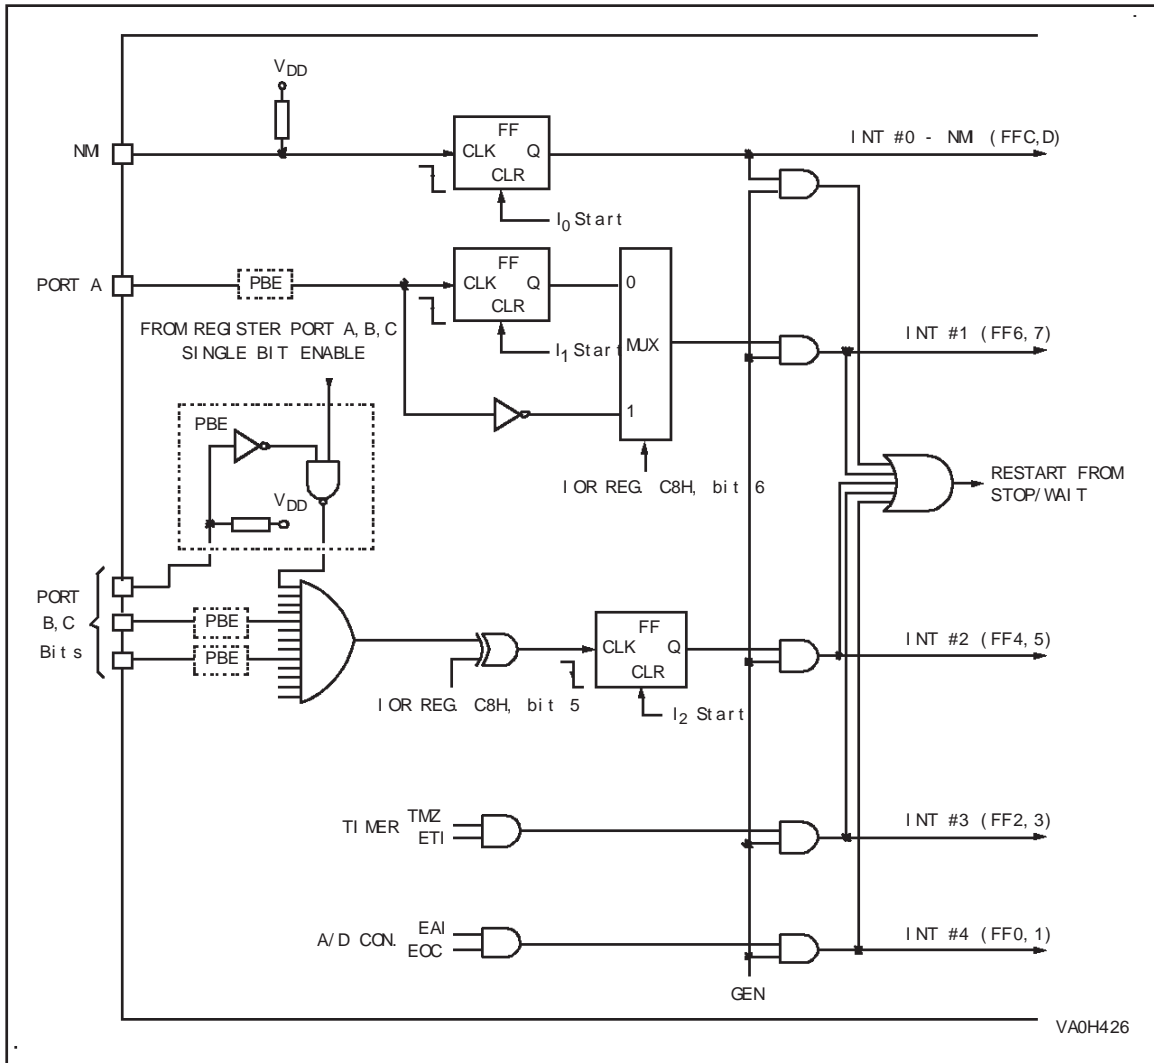 VDD
NMI
FF
CLK Q
CLR
I0 Start
INT #0 - NMI (FFC,D)
PORT A
PBE
FF
CLK Q
CLR
I1 Start
0
MUX
1
INT #1 (FF6, 7)
FROM REGISTER PORT A, B, C
SINGLE BIT ENABLE
PBE
VDD
IOR REG. C8H, bit 6
RESTART FROM
STOP/WAIT
PORT
B, C
Bits
PBE
PBE
FF
CLK Q
CLR
I2 Start
IOR REG. C8H, bit 5
INT #2 (FF4, 5)
TIMER
TMZ
ETI
INT #3 (FF2, 3)
A/D CON.
EAI
EOC
INT #4 (FF0, 1)
GEN
VA0H426